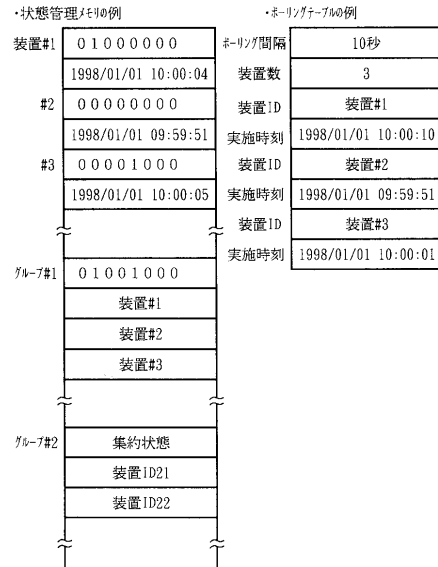 ・状態管理メモリの例
装置#1
01000000
1998/01/01 10:00:04
#2
00000000
1998/01/01 09:59:51
#3
00001000
1998/01/01 10:00:05
グループ#1
01001000
装置#1
装置#2
装置#3
グループ#2
集約状態
装置ID21
装置ID22
・ポーリングテーブルの例
ポーリング間隔
10秒
装置数
3
装置ID
装置#1
実施時刻
1998/01/01 10:00:10
装置ID
装置#2
実施時刻
1998/01/01 09:59:51
装置ID
装置#3
実施時刻
1998/01/01 10:00:01